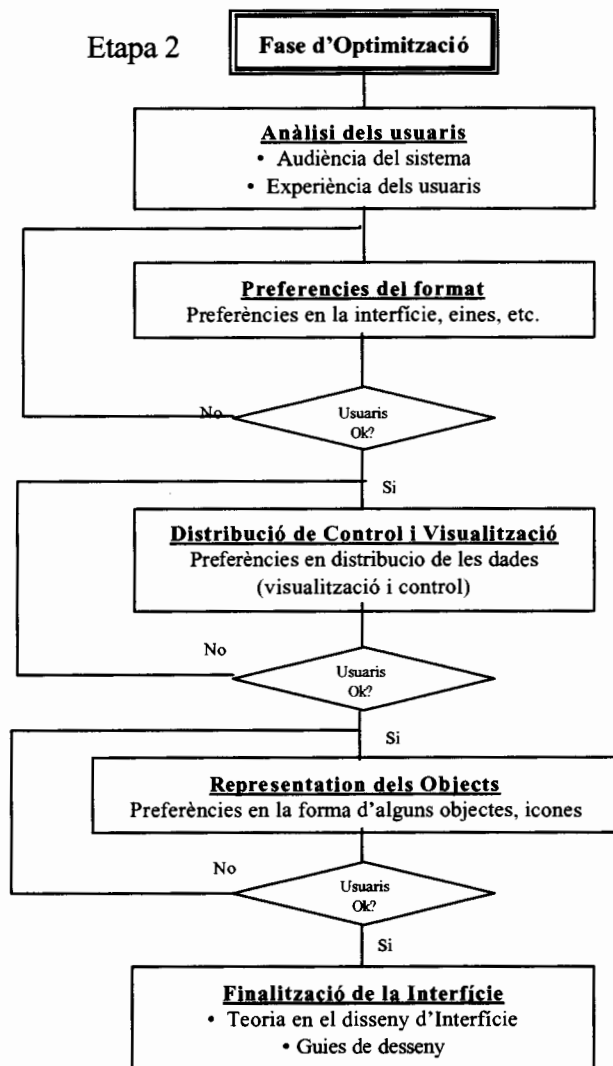 Etapa 2
Fase d'Optimització
Anàlisi dels usuaris
• Audiència del sistema
• Experiència dels usuaris
Preferencies del format
Preferències en la interfície, eines, etc.
No
Usuaris
Ok?
Si
Distribució de Control i Visualització
Preferències en distribucio de les dades
(visualització i control)
No
Usuaris
Ok?
Si
Representation dels Objects
Preferències en la forma d'alguns objectes, icones
No
Usuaris
Ok?
Si
Finalització de la Interfície
• Teoria en el disseny d'Interfície
• Guies de desseny